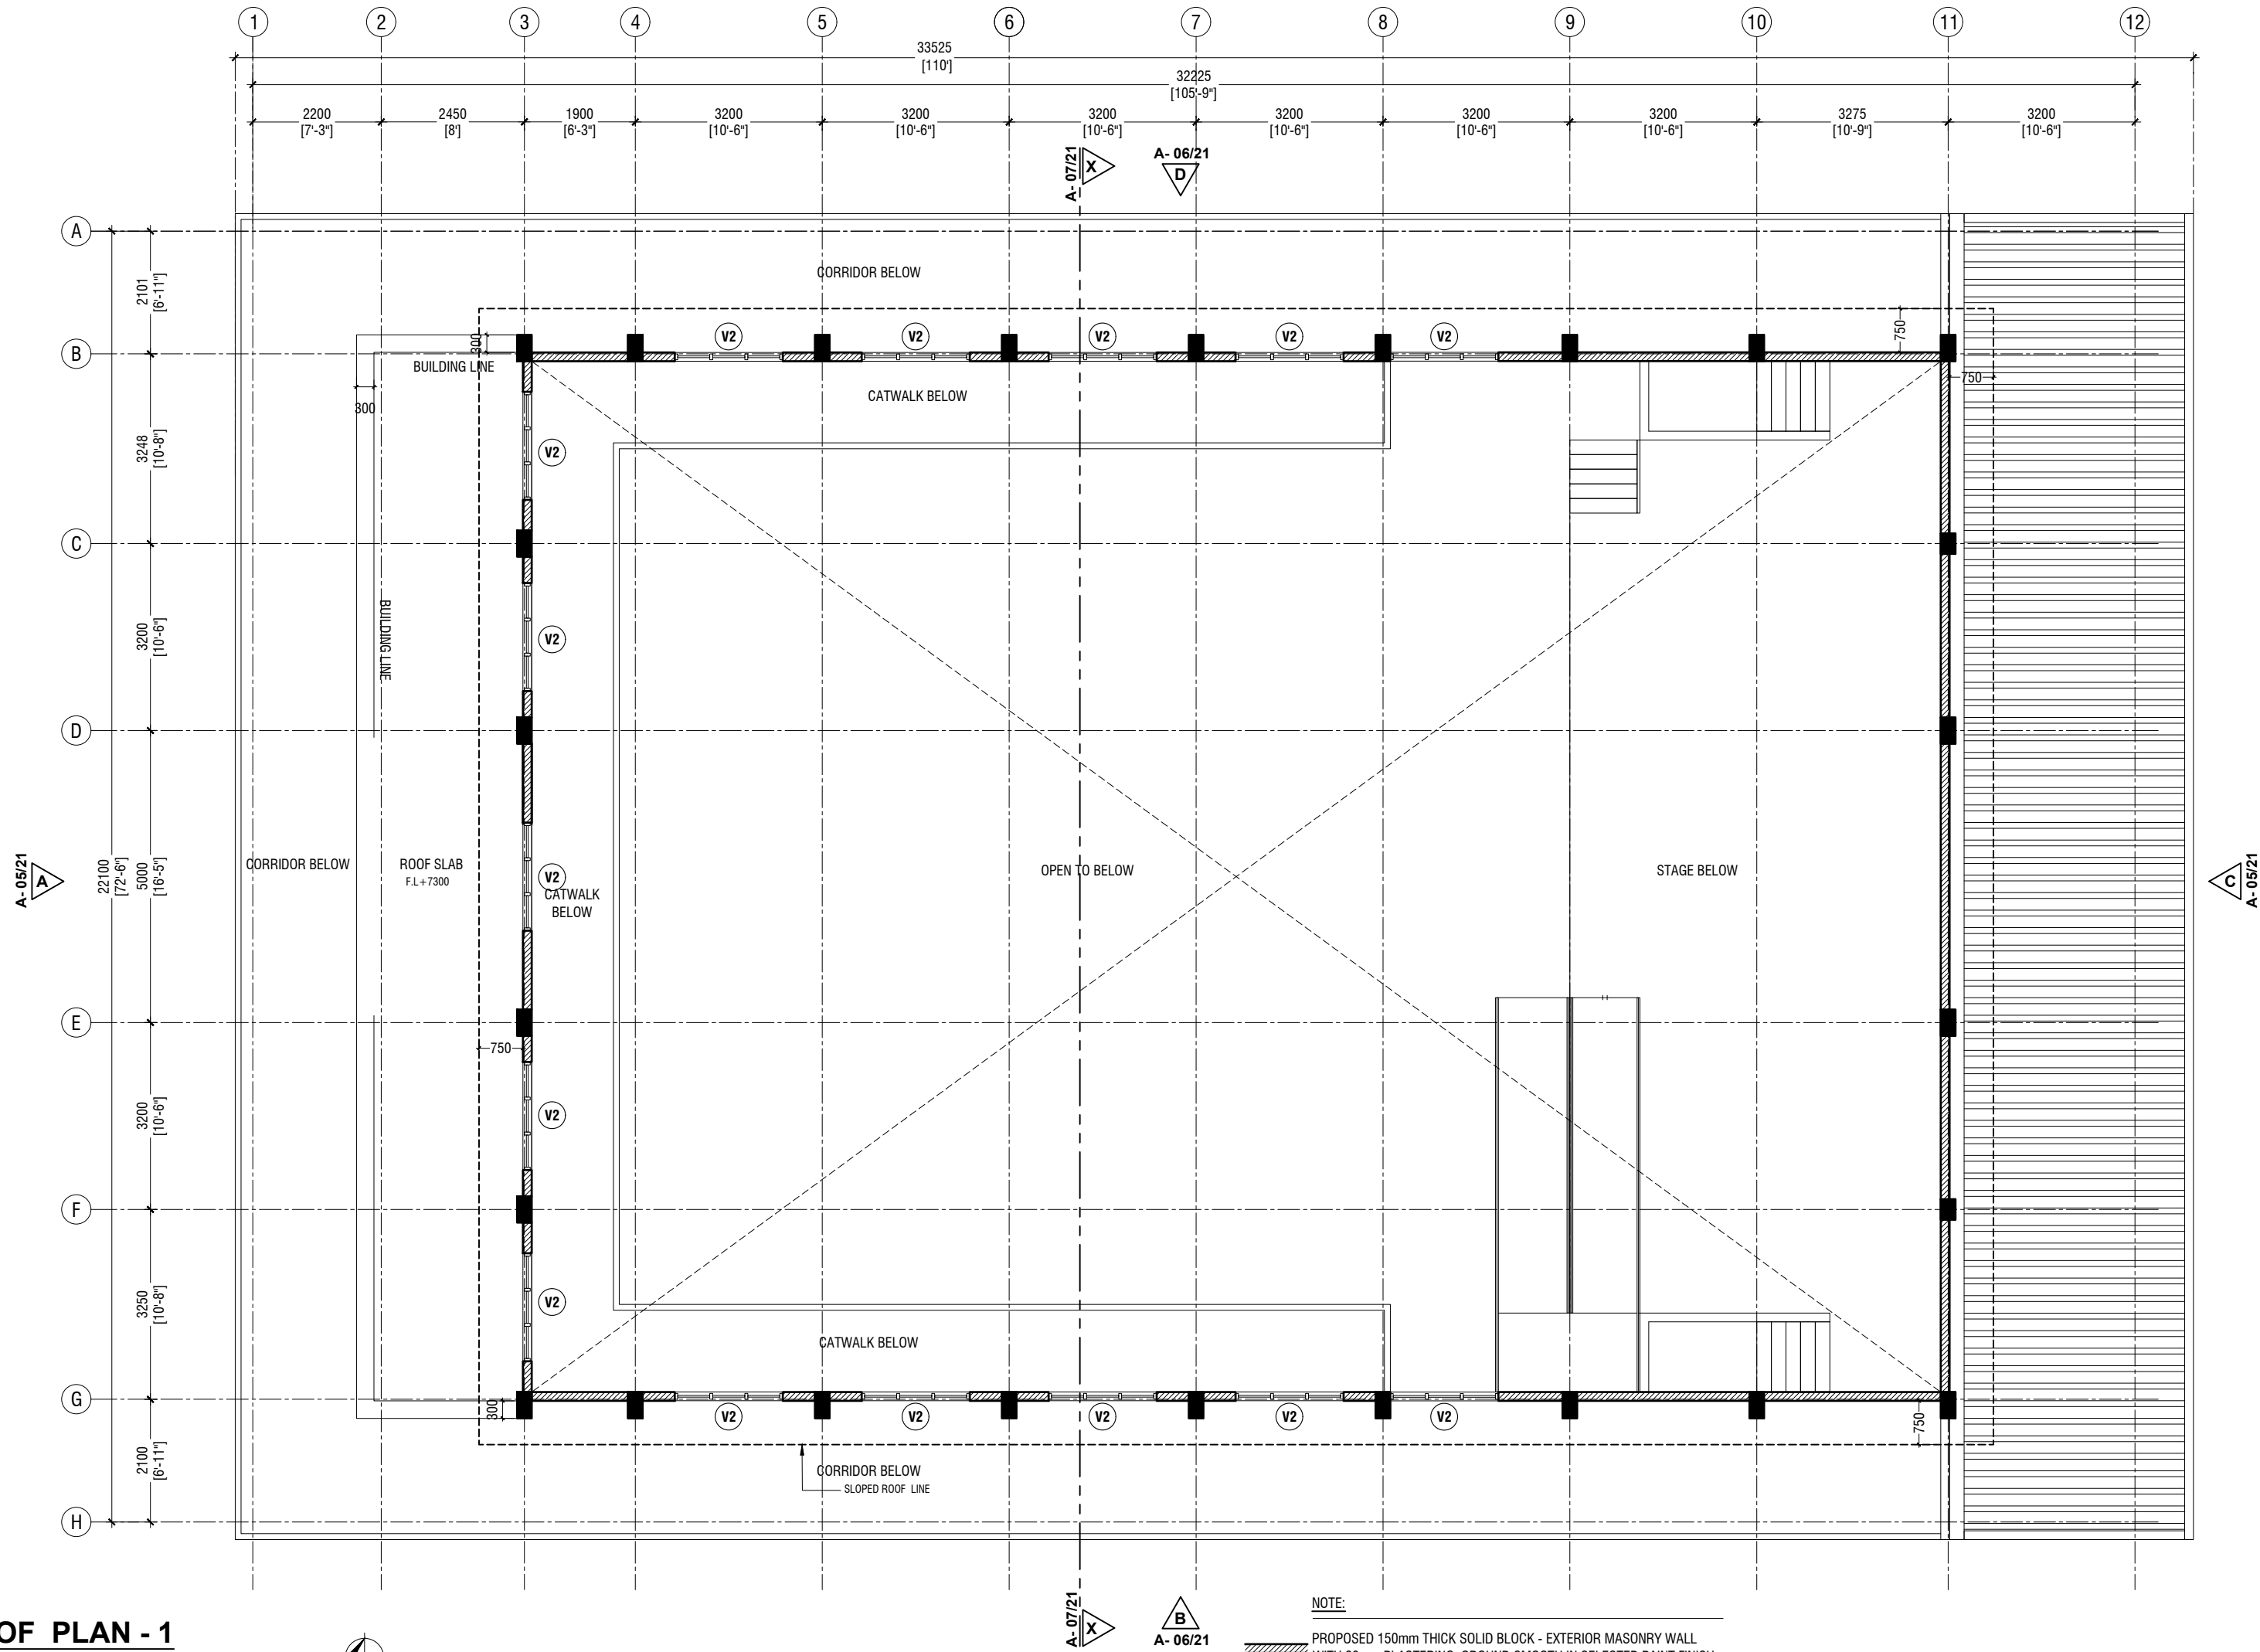 1 2 3 4 5 6 7 8 9 10 11 12
33525
[110']
32225
[105'-9"]
2200 2450 1900 3200 3200 3200 3200 3200 3200 3275 3200
[7'-3"] [8'] [6'-3"] [10'-6"] [10'-6"] [10'-6"] [10'-6"] [10'-6"] [10'-6"] [10'-9"] [10'-6"]
A- 07/21
X
A- 06/21
D
A
2101
[6'-11"]
CORRIDOR BELOW
B
300
V2 V2 V2 V2 V2
750
BUILDING LINE
300
CATWALK BELOW
750
3248
[10'-8"]
V2
C
3200
[10'-6"]
BUILDING LINE
V2
D
A- 05/21
A
22100
[72'-6"]
5000
[16'-5"]
CORRIDOR BELOW
ROOF SLAB
F.L+7300
V2
CATWALK
BELOW
OPEN TO BELOW
STAGE BELOW
C
A- 05/21
E
750
3200
[10'-6"]
V2
F
3250
[10'-8"]
V2
CATWALK BELOW
G
300
V2 V2 V2 V2 V2
750
2100
[6'-11"]
CORRIDOR BELOW
SLOPED ROOF LINE
H
A- 07/21
X
B
A- 06/21
NOTE:
OF PLAN - 1
PROPOSED 150mm THICK SOLID BLOCK - EXTERIOR MASONRY WALL